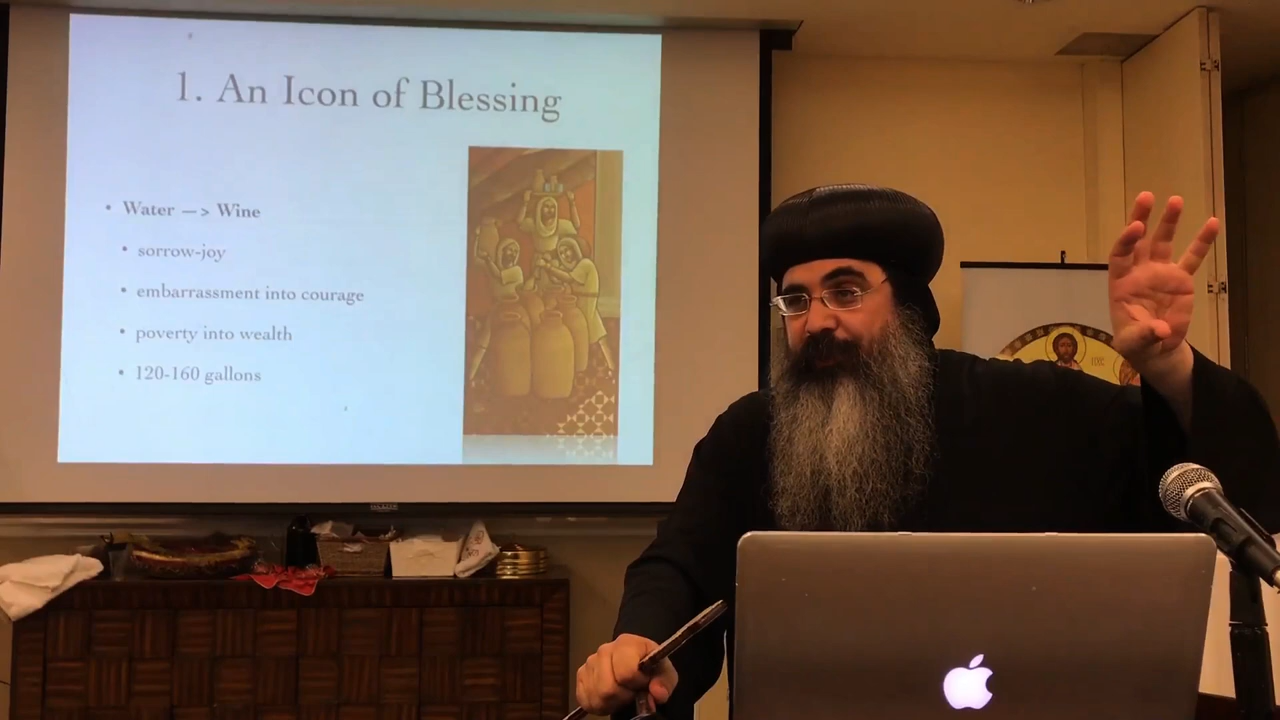 1. An Icon of Blessing
• Water —> Wine
• sorrow-joy
• embarrassment into courage
• poverty into wealth
• 120-160 gallons